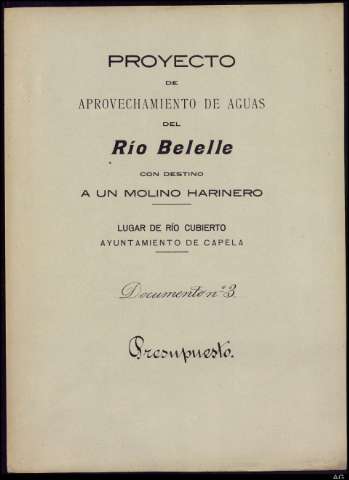 PROYECTO
DE
APROVECHAMIENTO DE AGUAS
DEL
Río Belelle
CON DESTINO
A UN MOLINO HARINERO
LUGAR DE RÍO CUBIERTO
AYUNTAMIENTO DE CAPELA
Documento nº 3.
Presupuesto.
AG